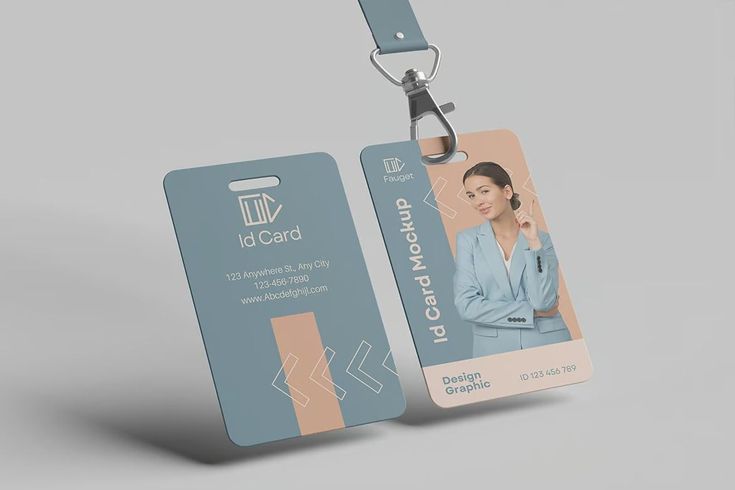 Id Card
123 Anywhere St., Any City
123-456-7890
www.Abcdefghijl.com
Fauget
Id Card Mockup
Design
Graphic
ID 123 456 789